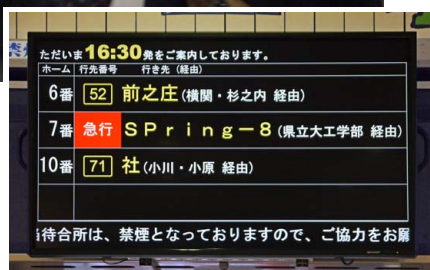 ただいま16:30発をご案内しております。
ホーム 行先番号 行き先（経由）
6番 52 前之庄(横関・杉之内 経由)
7番 急行 ＳＰｒｉｎｇ－８(県立大工学部 経由)
10番 71 社(小川・小原 経由)
待合所は、禁煙となっておりますので、ご協力をお願